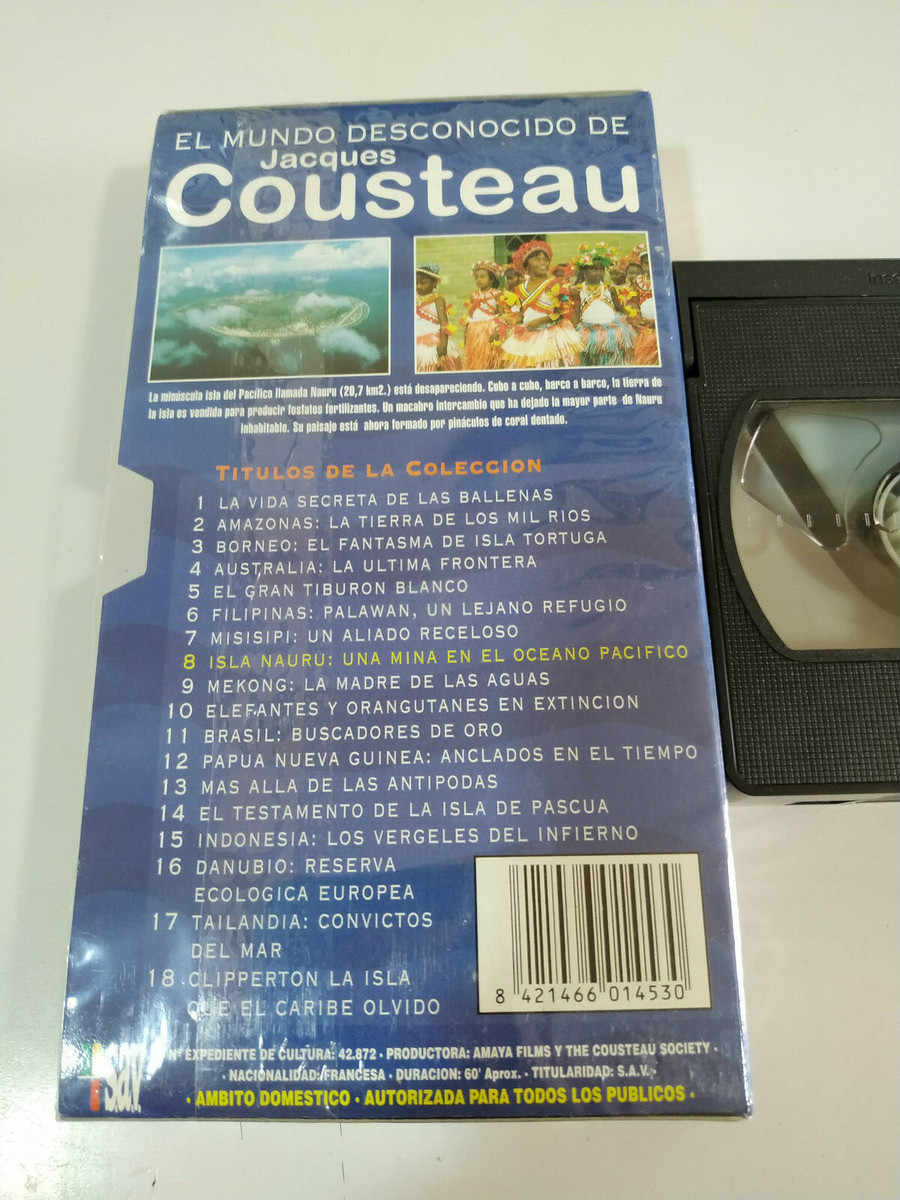 EL MUNDO DESCONOCIDO DE
Jacques
Cousteau
La minúscula isla del Pacífico llamada Nauru (20,7 km2.) está desapareciendo. Cubo a cubo, barco a barco, la tierra de
la isla es vendida para producir fosfatos fertilizantes. Un macabro intercambio que ha dejado la mayor parte de Nauru
inhabitable. Su paisaje está ahora formado por pináculos de coral dentado.
TITULOS DE LA COLECCION
1 LA VIDA SECRETA DE LAS BALLENAS
2 AMAZONAS: LA TIERRA DE LOS MIL RIOS
3 BORNEO: EL FANTASMA DE ISLA TORTUGA
4 AUSTRALIA: LA ULTIMA FRONTERA
5 EL GRAN TIBURON BLANCO
6 FILIPINAS: PALAWAN, UN LEJANO REFUGIO
7 MISISIPI: UN ALIADO RECELOSO
8 ISLA NAURU: UNA MINA EN EL OCEANO PACIFICO
9 MEKONG: LA MADRE DE LAS AGUAS
10 ELEFANTES Y ORANGUTANES EN EXTINCION
11 BRASIL: BUSCADORES DE ORO
12 PAPUA NUEVA GUINEA: ANCLADOS EN EL TIEMPO
13 MAS ALLA DE LAS ANTIPODAS
14 EL TESTAMENTO DE LA ISLA DE PASCUA
15 INDONESIA: LOS VERGELES DEL INFIERNO
16 DANUBIO: RESERVA
ECOLOGICA EUROPEA
17 TAILANDIA: CONVICTOS
DEL MAR
18 CLIPPERTON LA ISLA
QUE EL CARIBE OLVIDO
8 421466 014530
s.a.v.
Nº EXPEDIENTE DE CULTURA: 42.872 · PRODUCTORA: AMAYA FILMS Y THE COUSTEAU SOCIETY ·
· NACIONALIDAD: FRANCESA · DURACION: 60' Aprox. · TITULARIDAD: S.A.V. ·
· AMBITO DOMESTICO · AUTORIZADA PARA TODOS LOS PUBLICOS ·